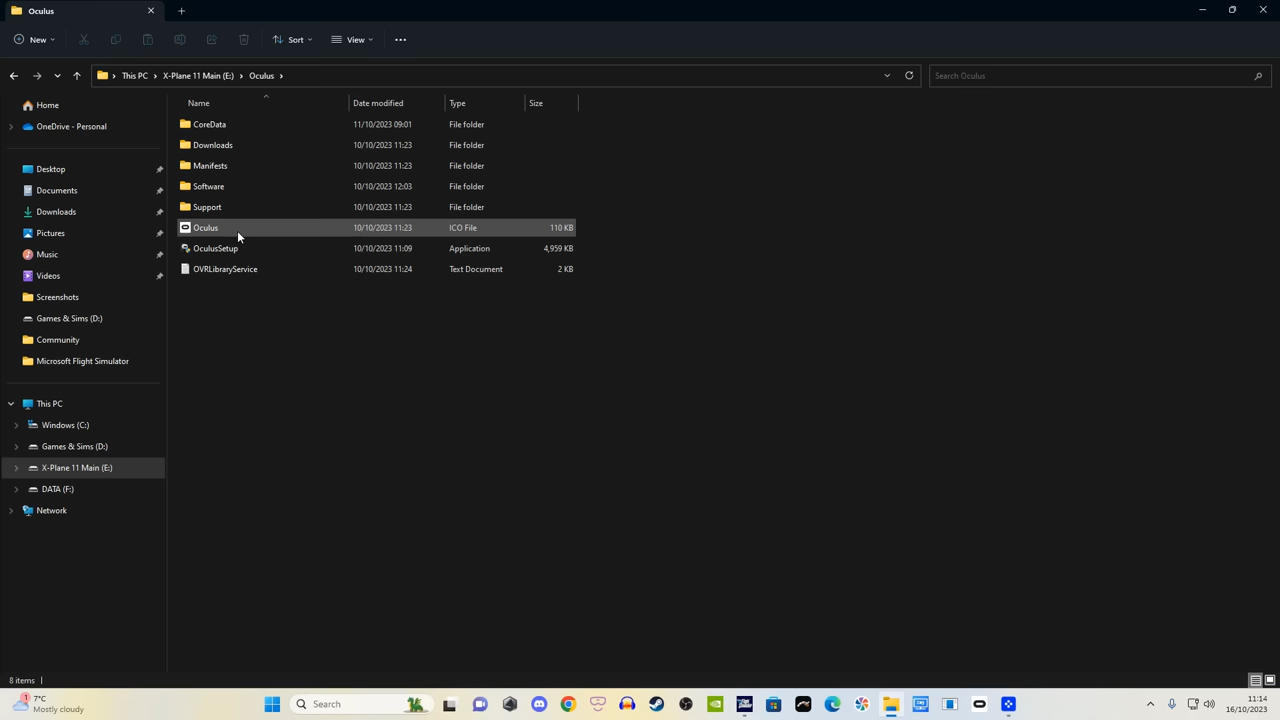 Oculus
New
Sort
View
This PC
X-Plane 11 Main (E:)
Oculus
Search Oculus
Name
Date modified
Type
Size
CoreData 11/10/2023 09:01 File folder
Downloads 10/10/2023 11:23 File folder
Manifests 10/10/2023 11:23 File folder
Software 10/10/2023 12:03 File folder
Support 10/10/2023 11:23 File folder
Oculus 10/10/2023 11:23 ICO File 110 KB
OculusSetup 10/10/2023 11:09 Application 4,959 KB
OVRLibraryService 10/10/2023 11:24 Text Document 2 KB
Home
OneDrive - Personal
Desktop
Documents
Downloads
Pictures
Music
Videos
Screenshots
Games & Sims (D:)
Community
Microsoft Flight Simulator
This PC
Windows (C:)
Games & Sims (D:)
X-Plane 11 Main (E:)
DATA (F:)
Network
8 items
1
7°C
Mostly cloudy
Search
11:14
16/10/2023